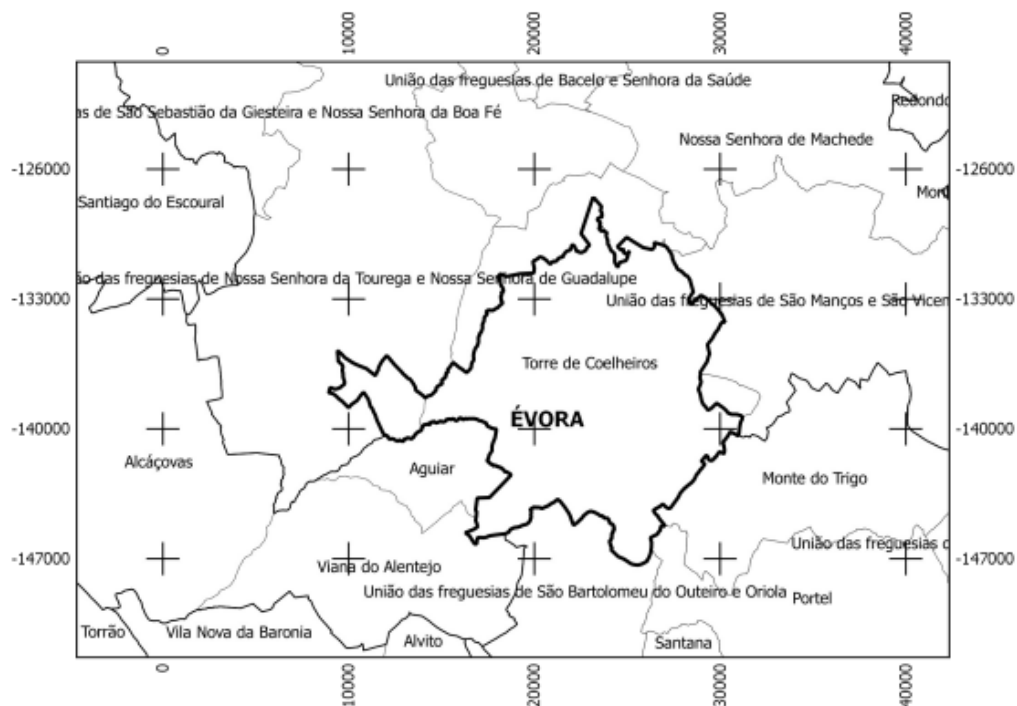 0 10000 20000 30000 40000
União das freguesias de Bacelo e Senhora da Saúde
Redondo
as de São Sebastião da Giesteira e Nossa Senhora da Boa Fé
Nossa Senhora de Machede
-126000 -126000
Santiago do Escoural
ão das freguesias de Nossa Senhora da Tourega e Nossa Senhora de Guadalupe
-133000 -133000
União das freguesias de São Manços e São Vicen
Torre de Coelheiros
ÉVORA
-140000 -140000
Alcáçovas
Aguiar
Monte do Trigo
União das freguesias
-147000 -147000
Viana do Alentejo
União das freguesias de São Bartolomeu do Outeiro e Oriola
Portel
Torrão
Vila Nova da Baronia
Alvito
Santana
0 10000 20000 30000 40000